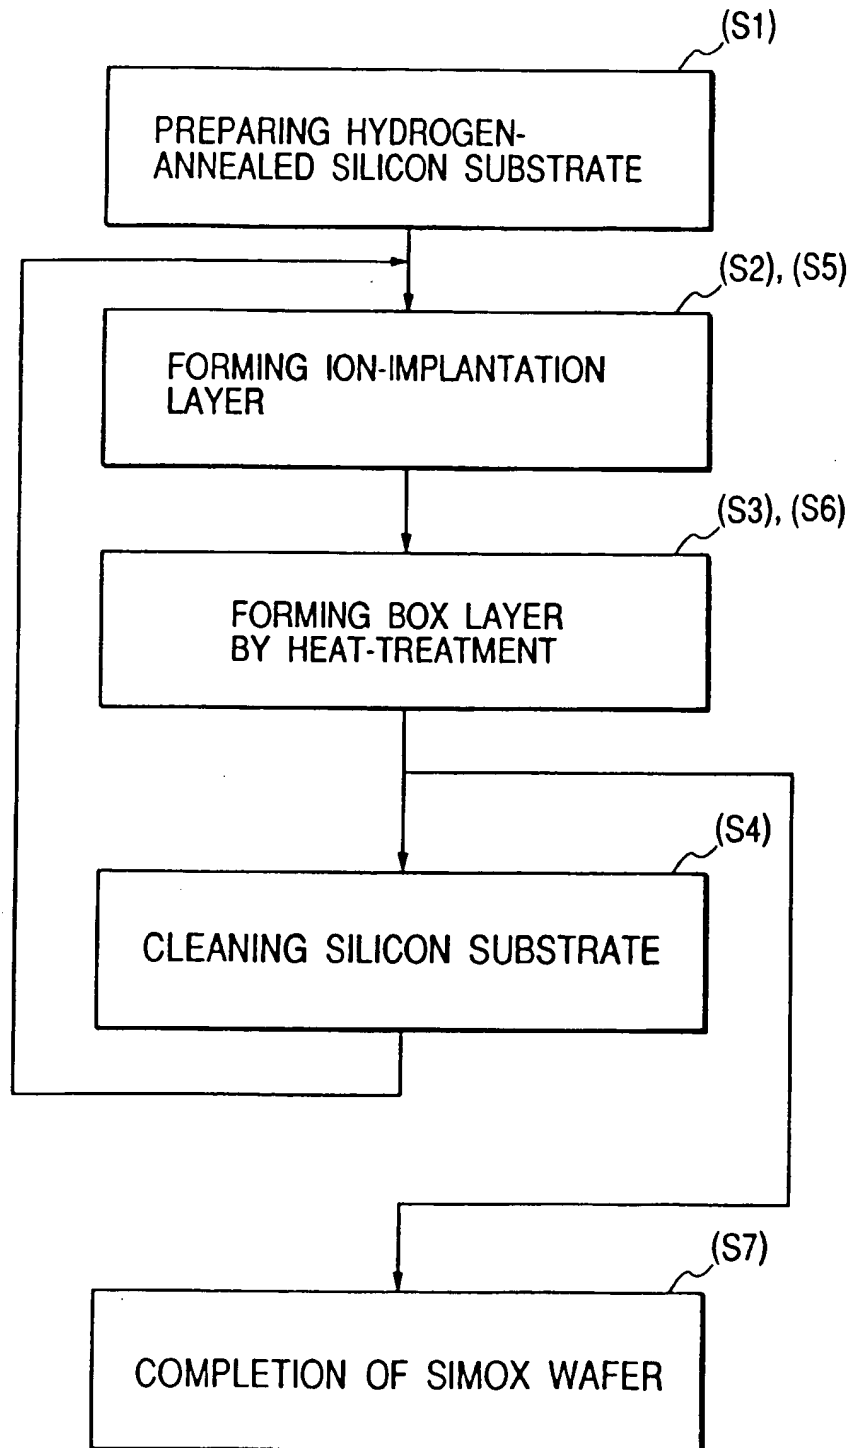 (S1)
PREPARING HYDROGEN-
ANNEALED SILICON SUBSTRATE
(S2), (S5)
FORMING ION-IMPLANTATION
LAYER
(S3), (S6)
FORMING BOX LAYER
BY HEAT-TREATMENT
(S4)
CLEANING SILICON SUBSTRATE
(S7)
COMPLETION OF SIMOX WAFER